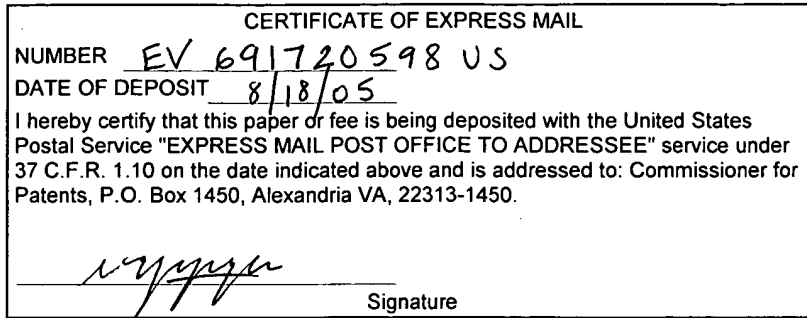 CERTIFICATE OF EXPRESS MAIL
NUMBER EV 691720598 US
DATE OF DEPOSIT 8/18/05
I hereby certify that this paper or fee is being deposited with the United States
Postal Service "EXPRESS MAIL POST OFFICE TO ADDRESSEE" service under
37 C.F.R. 1.10 on the date indicated above and is addressed to: Commissioner for
Patents, P.O. Box 1450, Alexandria VA, 22313-1450.
Signature